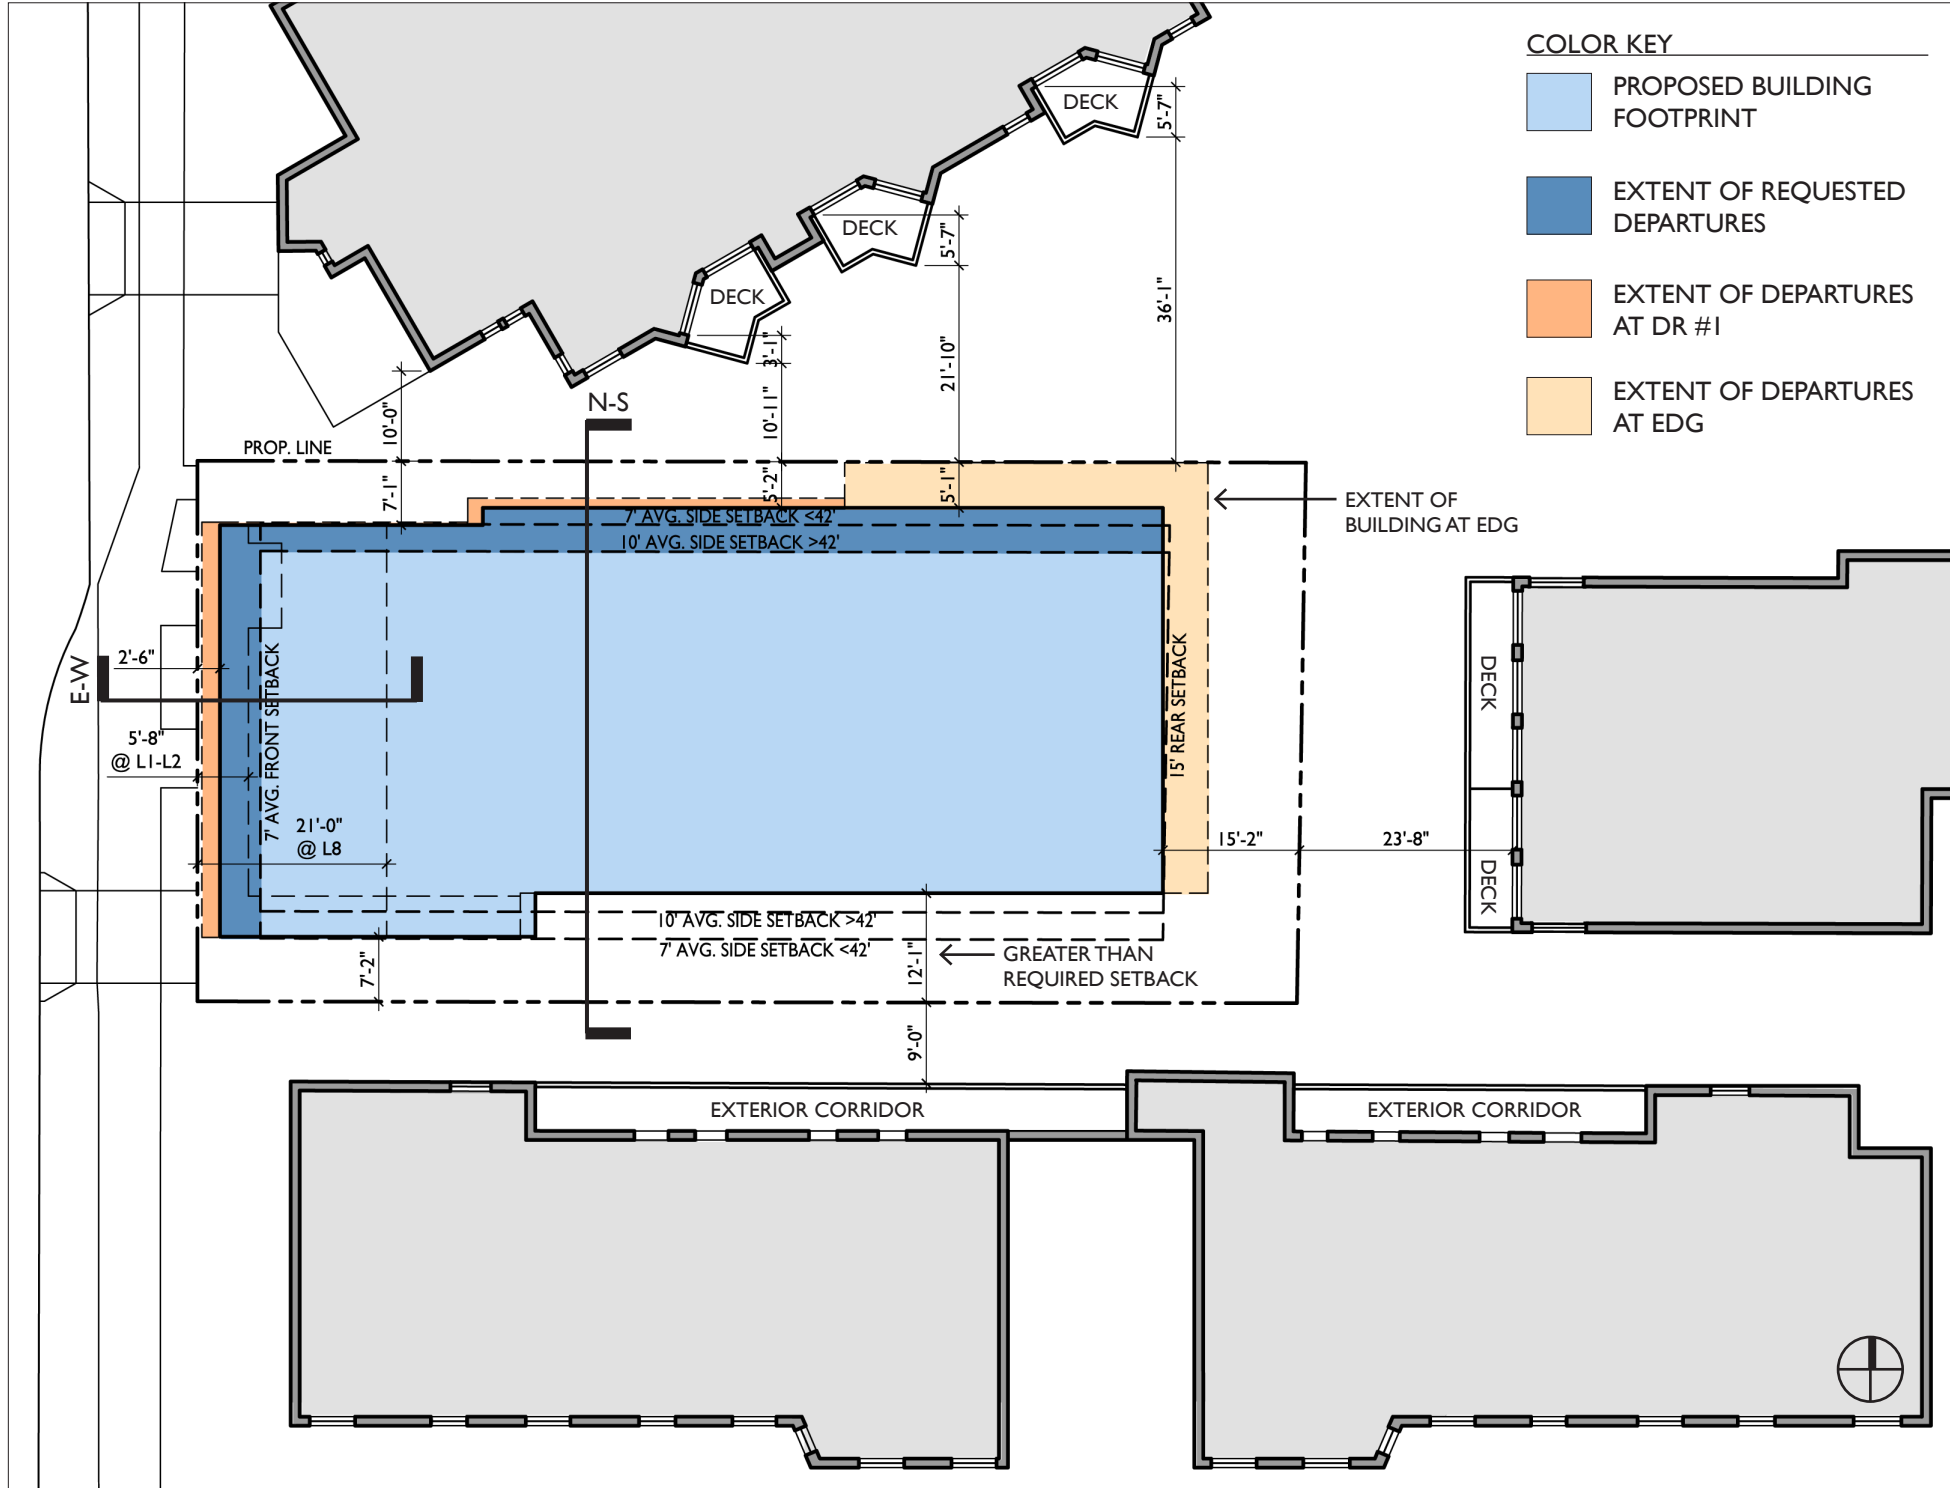 COLOR KEY
PROPOSED BUILDING
FOOTPRINT
EXTENT OF REQUESTED
DEPARTURES
EXTENT OF DEPARTURES
AT DR #1
EXTENT OF DEPARTURES
AT EDG
DECK
5'-7"
DECK
5'-7"
DECK
3'-1"
36'-1"
21'-10"
10'-11"
10'-0"
N-S
PROP. LINE
7'-1"
5'-2"
5'-1"
EXTENT OF
BUILDING AT EDG
7' AVG. SIDE SETBACK <42'
10' AVG. SIDE SETBACK >42'
E-W
2'-6"
5'-8"
@ L1-L2
7' AVG. FRONT SETBACK
21'-0"
@ L8
15' REAR SETBACK
15'-2"
23'-8"
DECK
DECK
10' AVG. SIDE SETBACK >42'
7' AVG. SIDE SETBACK <42'
GREATER THAN
REQUIRED SETBACK
7'-2"
12'-1"
9'-0"
EXTERIOR CORRIDOR
EXTERIOR CORRIDOR